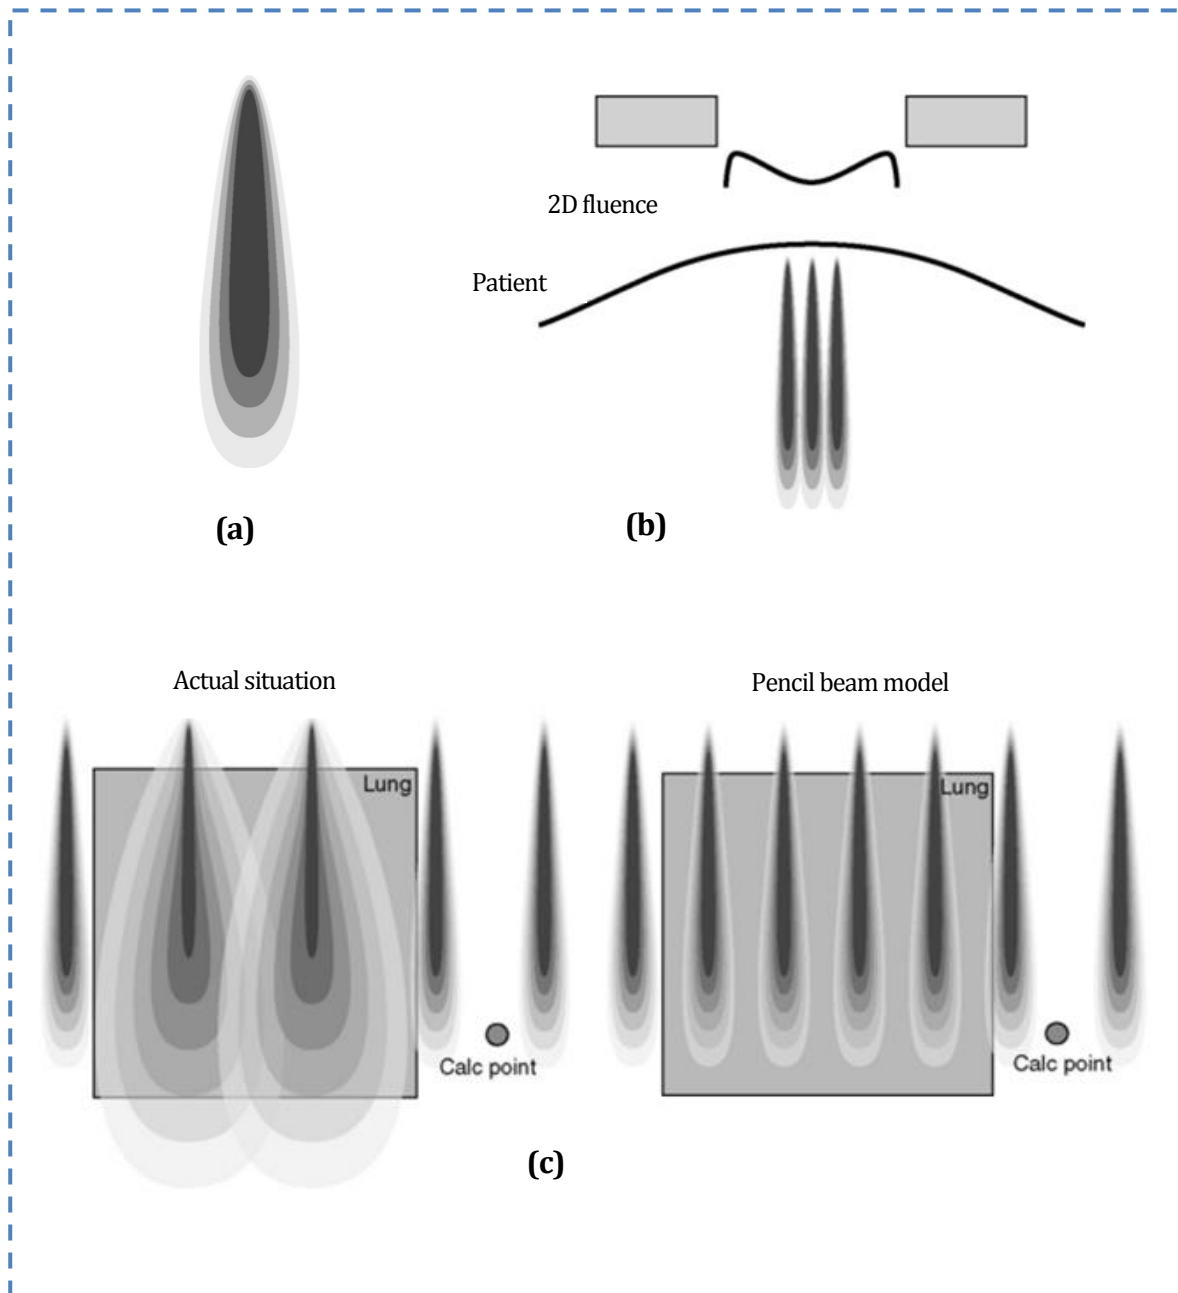 2D fluence
Patient
(a)
(b)
Actual situation
Pencil beam model
Lung
Lung
Calc point
Calc point
(c)